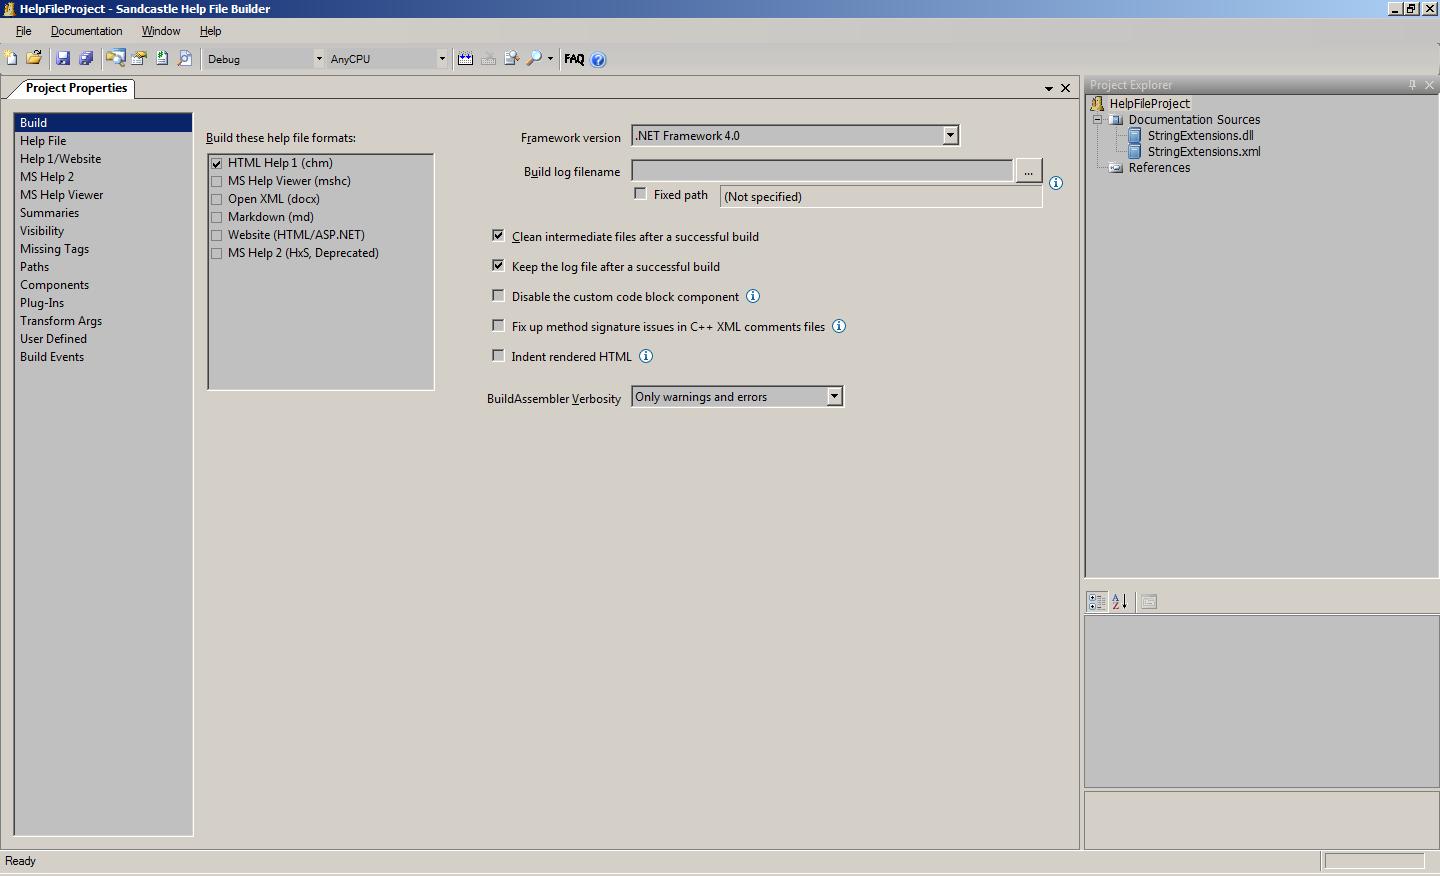 HelpFileProject - Sandcastle Help File Builder
File Documentation Window Help
Debug AnyCPU FAQ
Project Properties
Build
Help File
Help 1/Website
MS Help 2
MS Help Viewer
Summaries
Visibility
Missing Tags
Paths
Components
Plug-Ins
Transform Args
User Defined
Build Events
Build these help file formats:
HTML Help 1 (chm)
MS Help Viewer (mshc)
Open XML (docx)
Markdown (md)
Website (HTML/ASP.NET)
MS Help 2 (HxS, Deprecated)
Framework version .NET Framework 4.0
Build log filename ...
Fixed path (Not specified)
Clean intermediate files after a successful build
Keep the log file after a successful build
Disable the custom code block component
Fix up method signature issues in C++ XML comments files
Indent rendered HTML
BuildAssembler Verbosity Only warnings and errors
Project Explorer
HelpFileProject
Documentation Sources
StringExtensions.dll
StringExtensions.xml
References
Ready